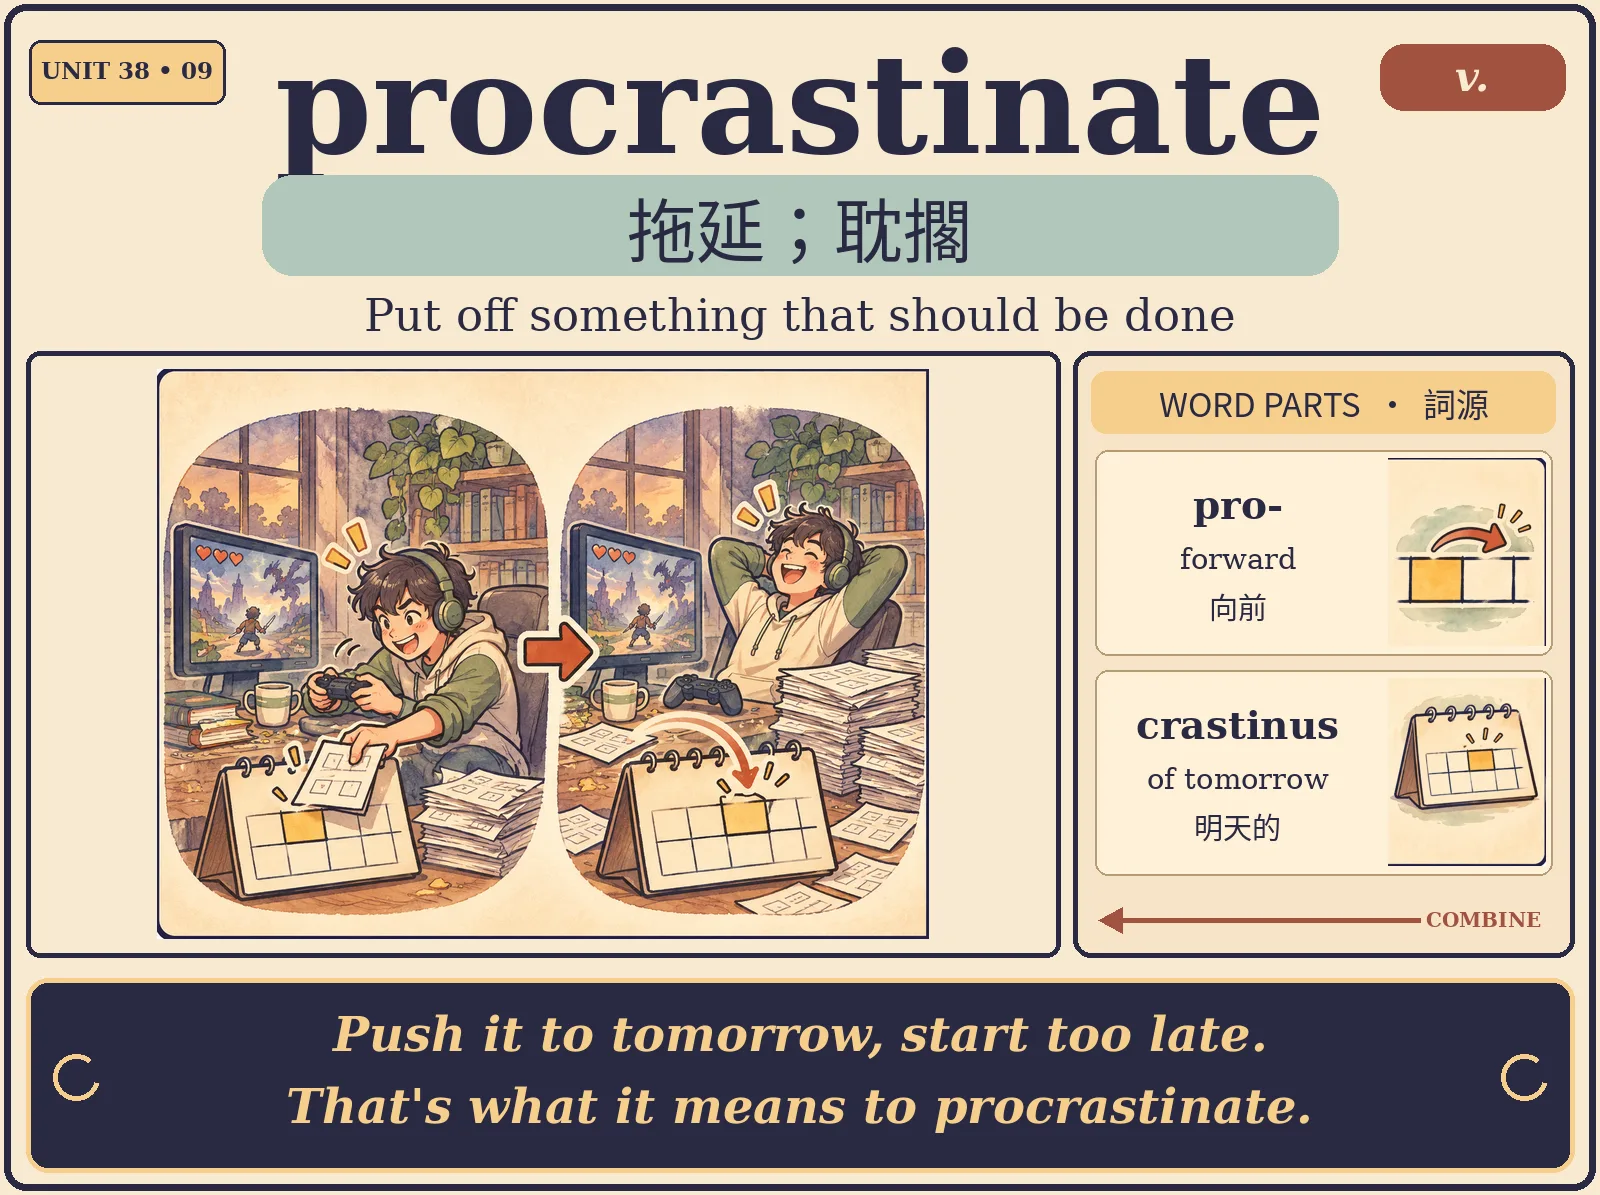 UNIT 38 • 09
procrastinate
v.
拖延；耽擱
Put off something that should be done
WORD PARTS ・ 詞源
pro-
forward
向前
crastinus
of tomorrow
明天的
COMBINE
Push it to tomorrow, start too late.
That's what it means to procrastinate.